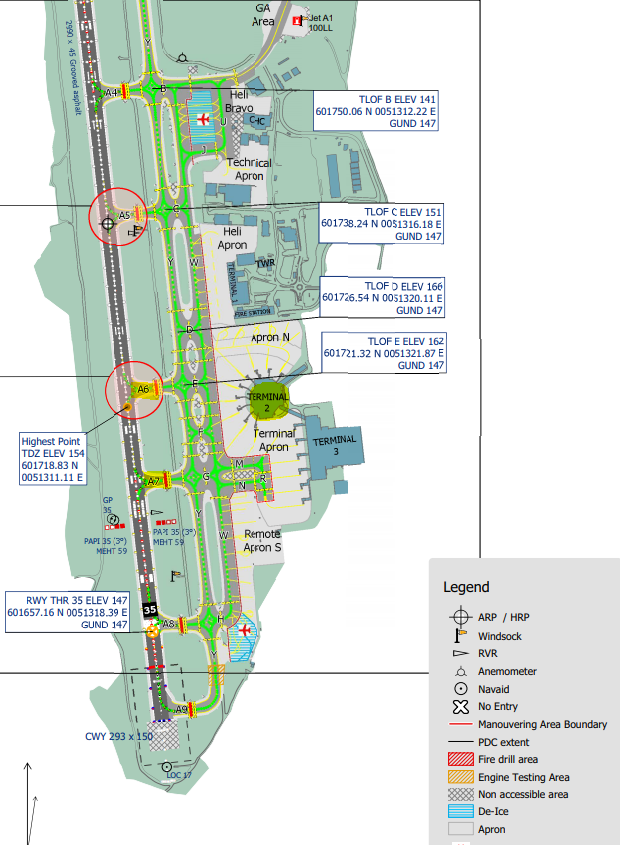 GA
Area
Jet A1
100LL
Y
2990 x 45 Grooved asphalt
A4
B
Heli
Bravo
U
CHC
TLOF B ELEV 141
601750.06 N 0051312.22 E
GUND 147
J
Technical
Apron
A5
C
TLOF C ELEV 151
601738.24 N 0051316.18 E
GUND 147
Heli
Apron
Y
W
TERMINAL 1
TWR
TLOF D ELEV 166
601726.54 N 0051320.11 E
GUND 147
FIRE STATION
D
Apron N
TLOF E ELEV 162
601721.32 N 0051321.87 E
GUND 147
A6
E
TERMINAL
2
F
Terminal
Apron
TERMINAL
3
Highest Point
TDZ ELEV 154
601718.83 N
0051311.11 E
A7
G
M
N
R
GP
35
Y
PAPI 35 (3°)
MEHT 59
PAPI 35 (3°)
MEHT 59
W
Remote
Apron S
RWY THR 35 ELEV 147
601657.16 N 0051318.39 E
GUND 147
35
A8
H
Y
A9
CWY 293 x 150
LOC 17
Legend
ARP / HRP
Windsock
RVR
Anemometer
Navaid
No Entry
Manouvering Area Boundary
PDC extent
Fire drill area
Engine Testing Area
Non accessible area
De-Ice
Apron